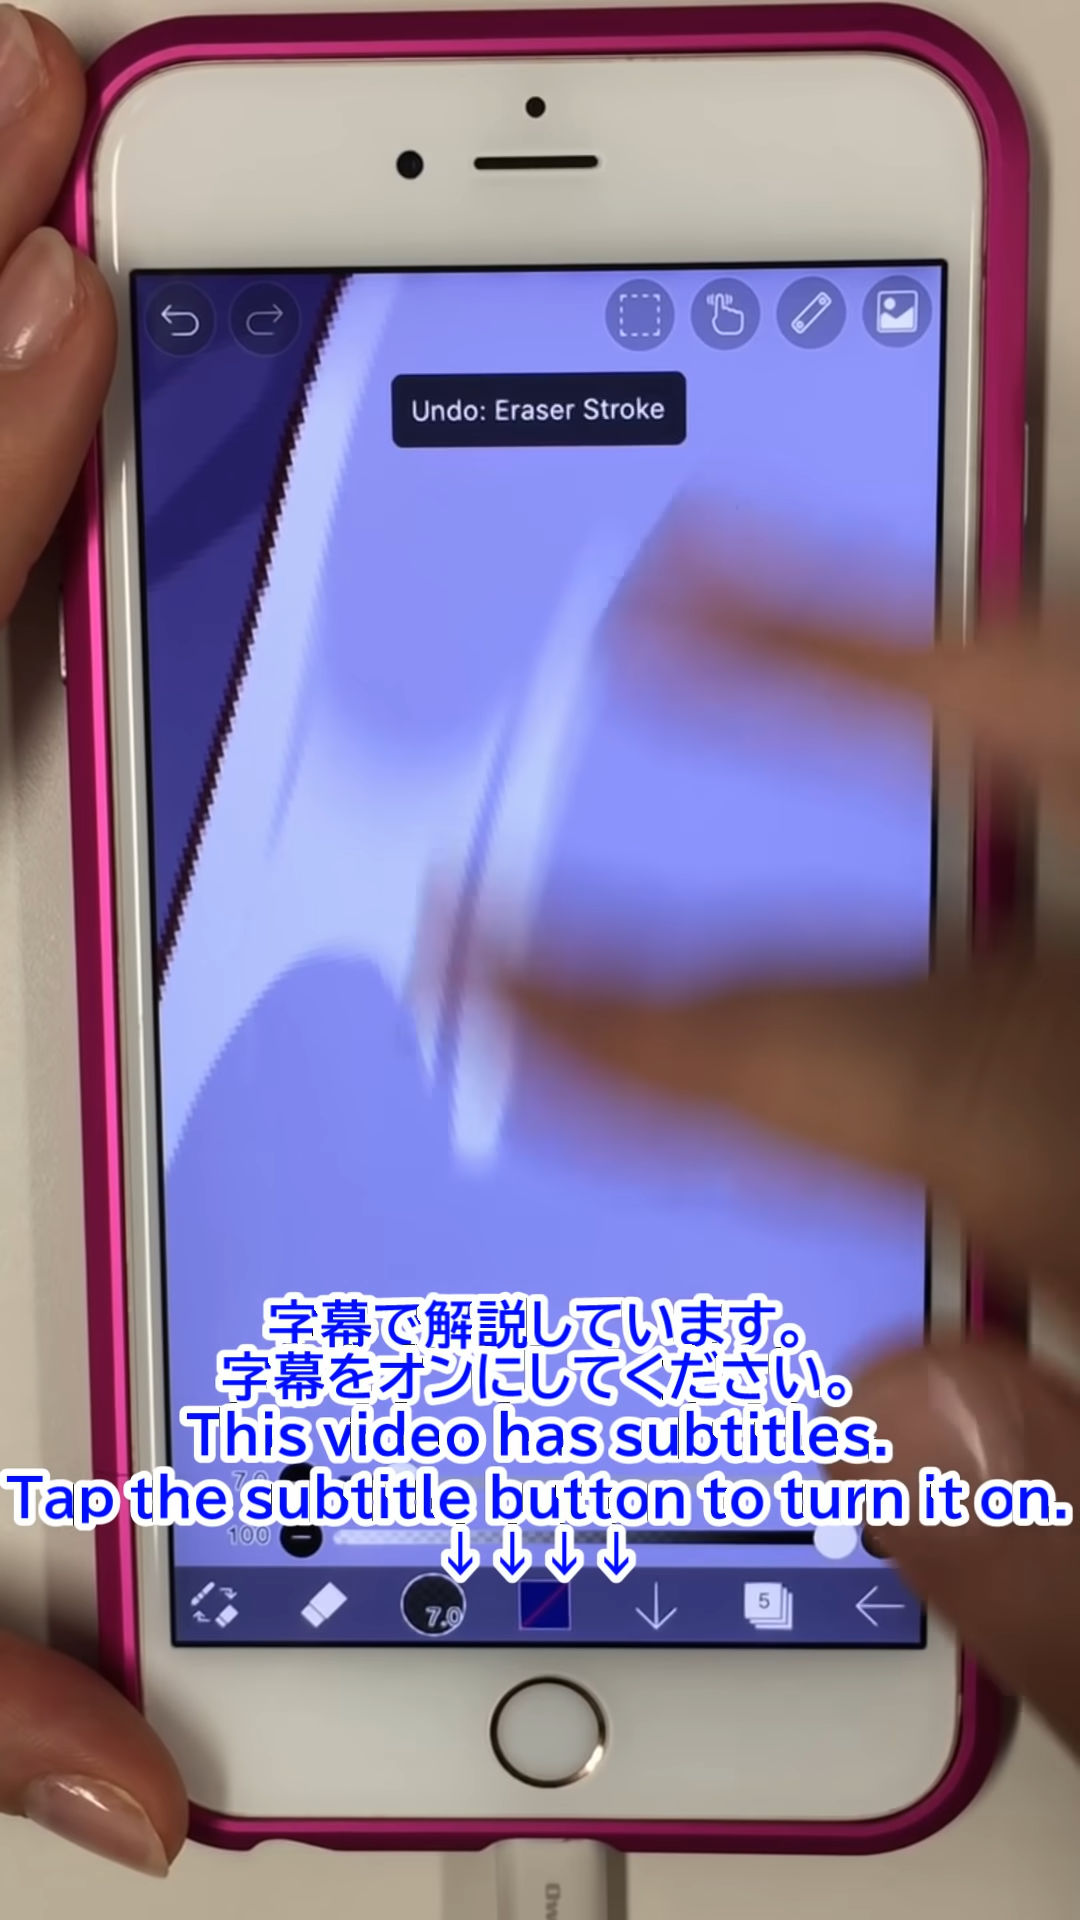 Undo: Eraser Stroke
字幕で解説しています。
字幕をオンにしてください。
This video has subtitles.
7.0
Tap the subtitle button to turn it on.
100
↓↓↓↓
7.0
5